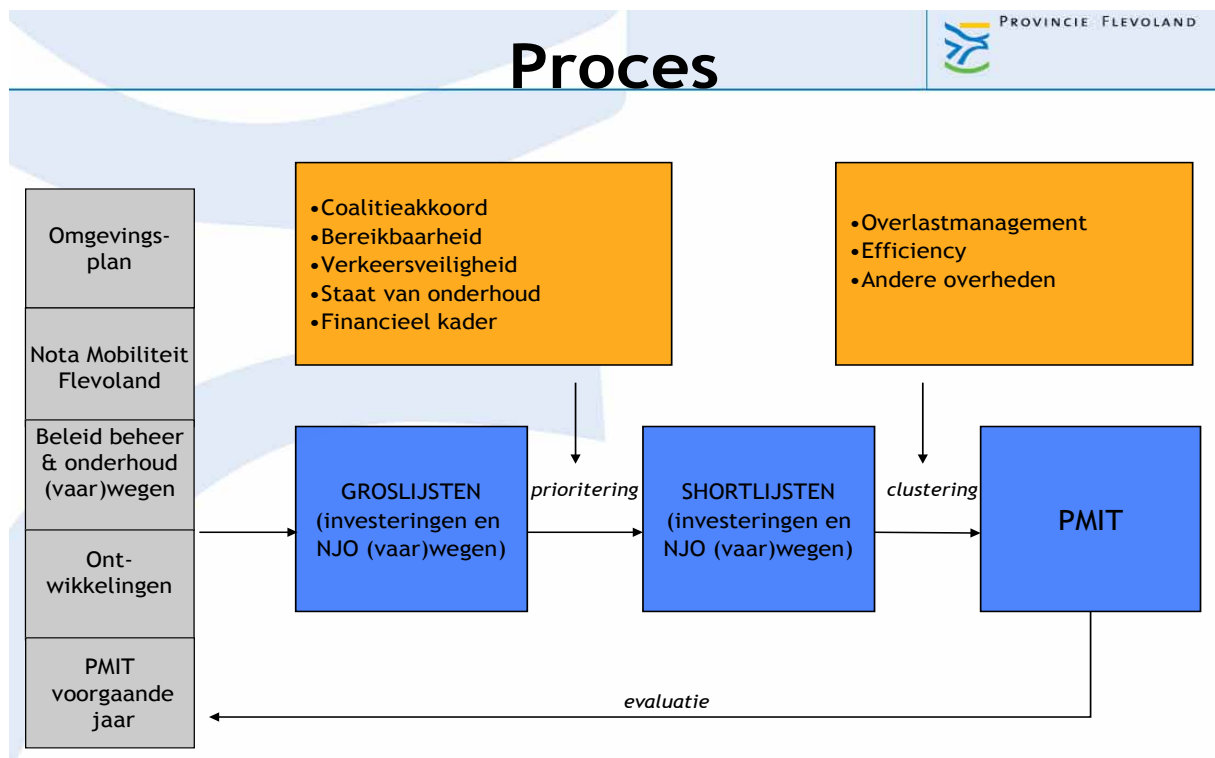 PROVINCIE FLEVOLAND
Proces
Omgevings-
plan
Nota Mobiliteit
Flevoland
Beleid beheer
& onderhoud
(vaar)wegen
Ont-
wikkelingen
PMIT
voorgaande
jaar
•Coalitieakkoord
•Bereikbaarheid
•Verkeersveiligheid
•Staat van onderhoud
•Financieel kader
•Overlastmanagement
•Efficiency
•Andere overheden
GROSLIJSTEN
(investeringen en
NJO (vaar)wegen)
prioritering
SHORTLIJSTEN
(investeringen en
NJO (vaar)wegen)
clustering
PMIT
evaluatie